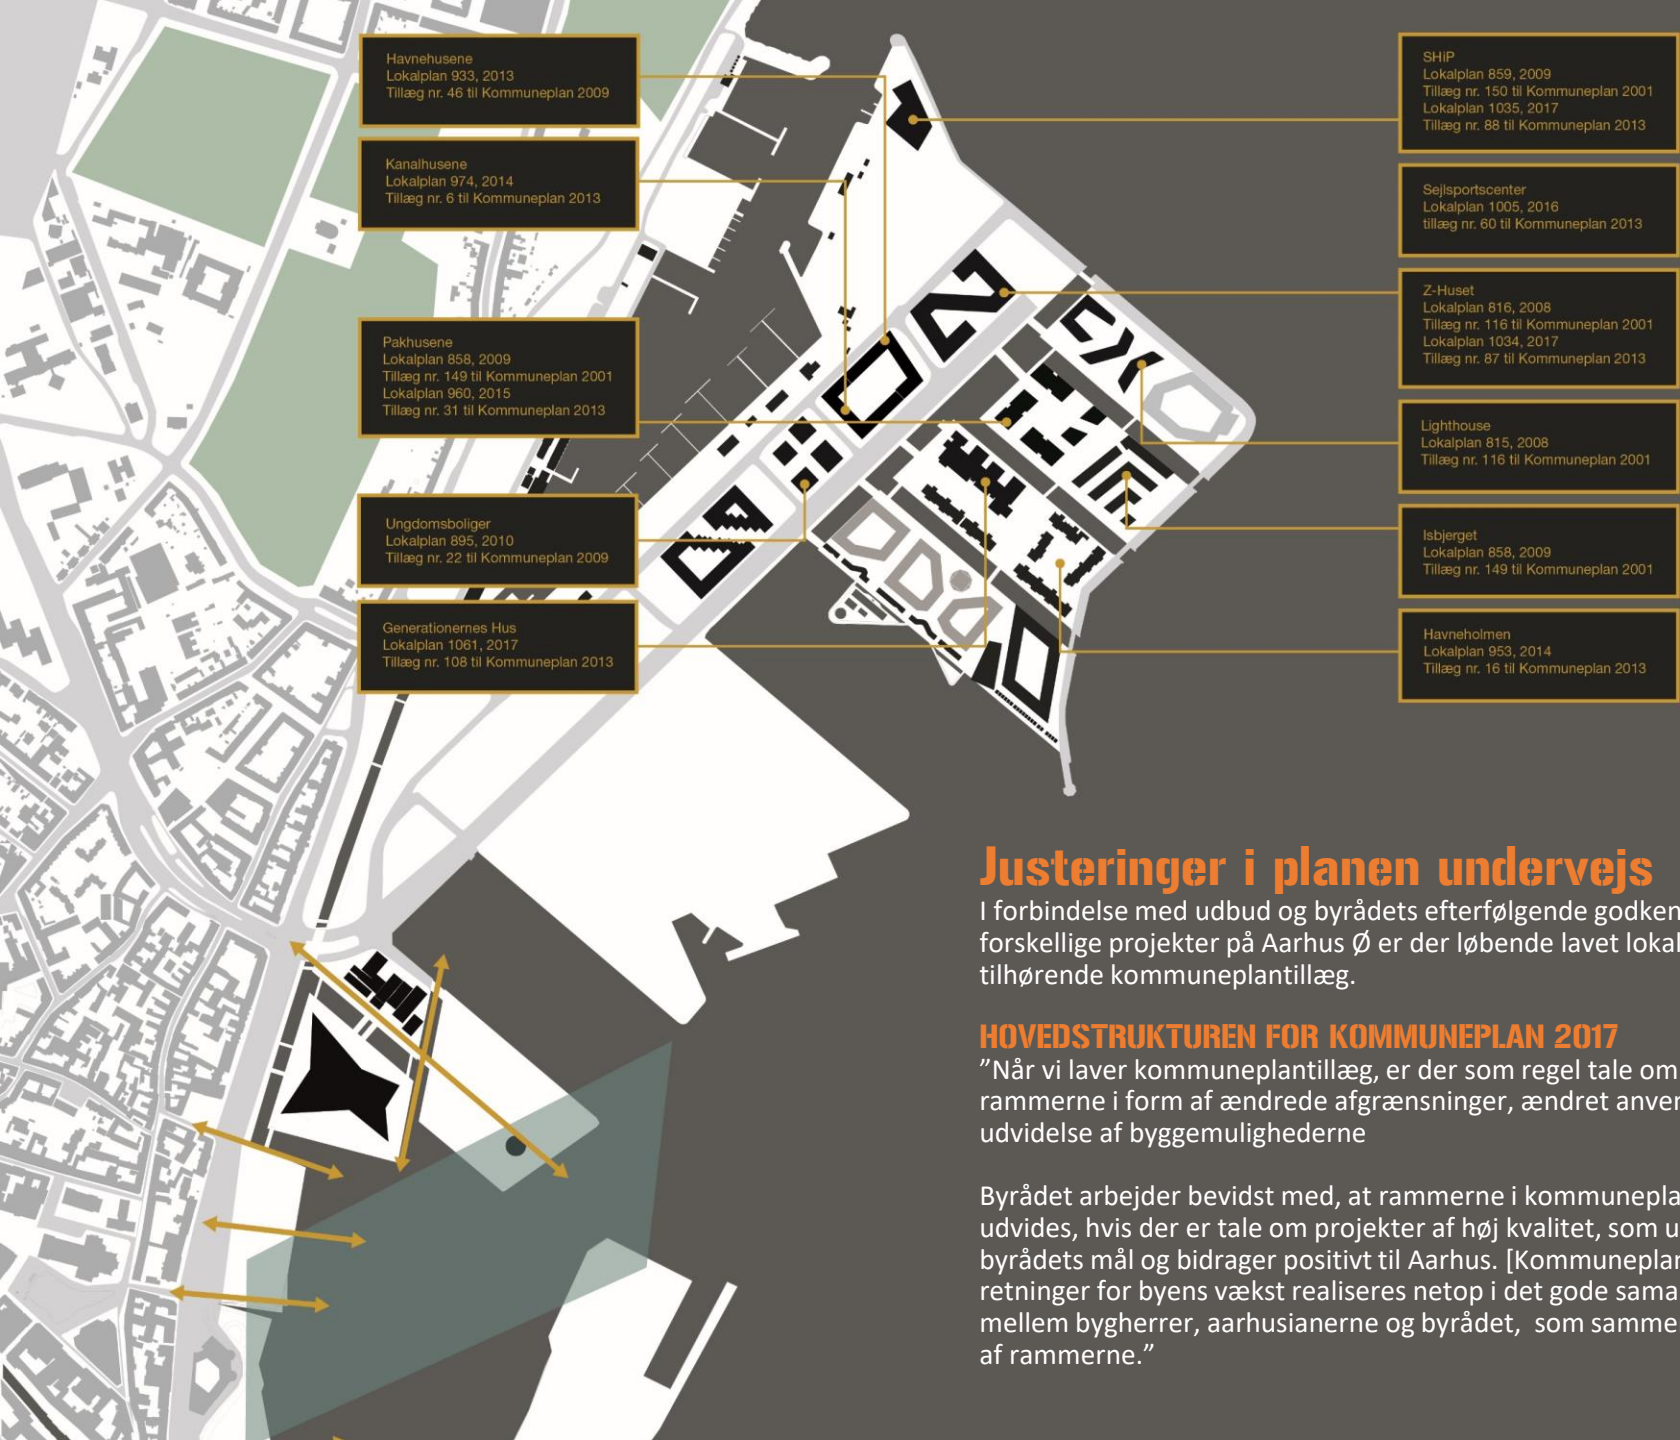 Havnehusene
Lokalplan 933, 2013
Tillæg nr. 46 til Kommuneplan 2009
Kanalhusene
Lokalplan 974, 2014
Tillæg nr. 6 til Kommuneplan 2013
Pakhusene
Lokalplan 858, 2009
Tillæg nr. 149 til Kommuneplan 2001
Lokalplan 960, 2015
Tillæg nr. 31 til Kommuneplan 2013
Ungdomsboliger
Lokalplan 895, 2010
Tillæg nr. 22 til Kommuneplan 2009
Generationernes Hus
Lokalplan 1061, 2017
Tillæg nr. 108 til Kommuneplan 2013
SHiP
Lokalplan 859, 2009
Tillæg nr. 150 til Kommuneplan 2001
Lokalplan 1035, 2017
Tillæg nr. 88 til Kommuneplan 2013
Sejlsportscenter
Lokalplan 1005, 2016
tillæg nr. 60 til Kommuneplan 2013
Z-Huset
Lokalplan 816, 2008
Tillæg nr. 116 til Kommuneplan 2001
Lokalplan 1034, 2017
Tillæg nr. 87 til Kommuneplan 2013
Lighthouse
Lokalplan 815, 2008
Tillæg nr. 116 til Kommuneplan 2001
Isbjerget
Lokalplan 858, 2009
Tillæg nr. 149 til Kommuneplan 2001
Havneholmen
Lokalplan 953, 2014
Tillæg nr. 16 til Kommuneplan 2013
Justeringer i planen undervejs
I forbindelse med udbud og byrådets efterfølgende godken
forskellige projekter på Aarhus Ø er der løbende lavet lokal
tilhørende kommuneplantillæg.
HOVEDSTRUKTUREN FOR KOMMUNEPLAN 2017
”Når vi laver kommuneplantillæg, er der som regel tale om
rammerne i form af ændrede afgrænsninger, ændret anver
udvidelse af byggemulighederne
Byrådet arbejder bevidst med, at rammerne i kommunepla
udvides, hvis der er tale om projekter af høj kvalitet, som u
byrådets mål og bidrager positivt til Aarhus. [Kommuneplan
retninger for byens vækst realiseres netop i det gode sama
mellem bygherrer, aarhusianerne og byrådet, som samme
af rammerne.”